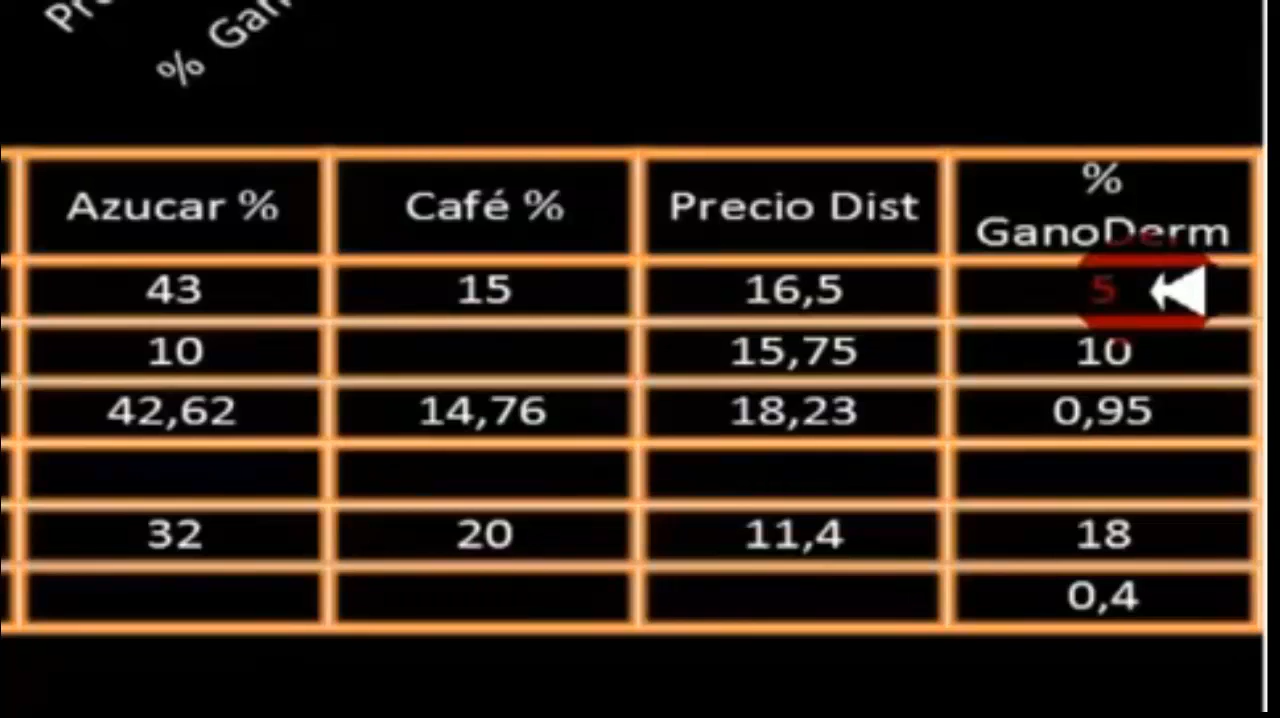 %
Azucar % Café % Precio Dist % GanoDerm
43 15 16,5 5
10 15,75 10
42,62 14,76 18,23 0,95
32 20 11,4 18
0,4